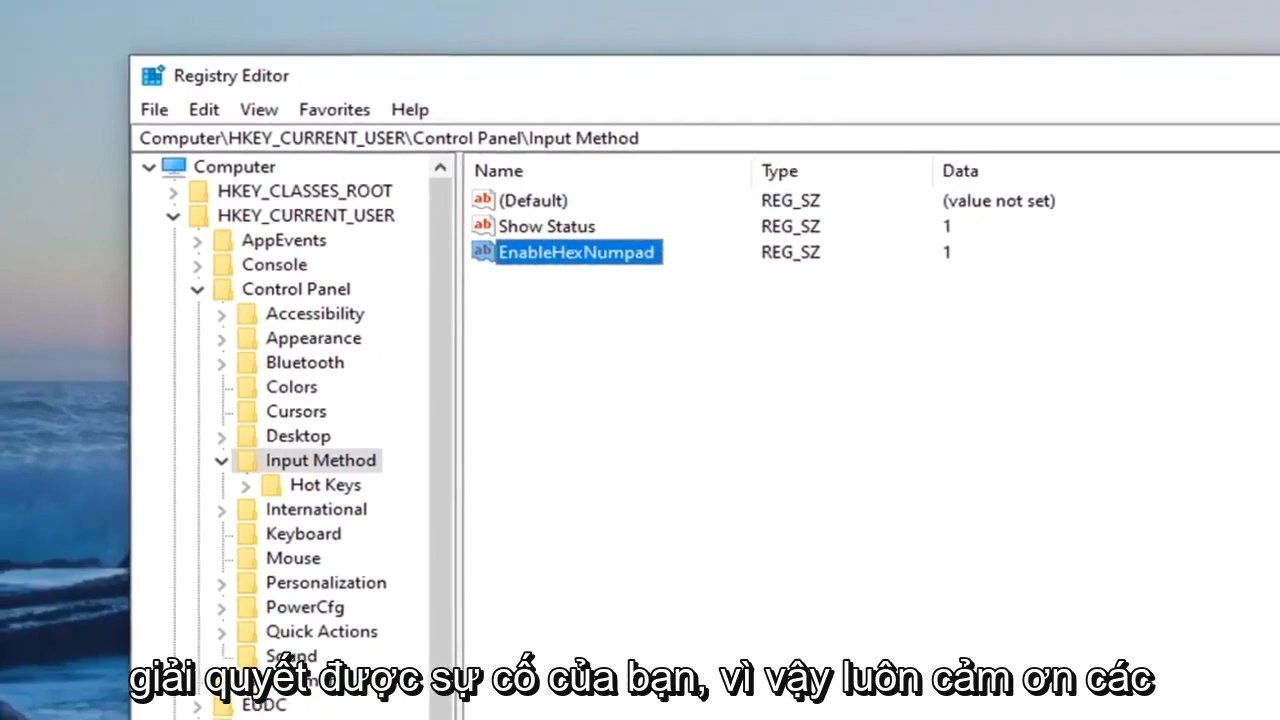 Registry Editor
File Edit View Favorites Help
Computer\HKEY_CURRENT_USER\Control Panel\Input Method
Computer
HKEY_CLASSES_ROOT
HKEY_CURRENT_USER
AppEvents
Console
Control Panel
Accessibility
Appearance
Bluetooth
Colors
Cursors
Desktop
Input Method
Hot Keys
International
Keyboard
Mouse
Personalization
PowerCfg
Quick Actions
Sound
EUDC
Name Type Data
(Default) REG_SZ (value not set)
Show Status REG_SZ 1
EnableHexNumpad REG_SZ 1
giải quyết được sự cố của bạn, vì vậy luôn cảm ơn các